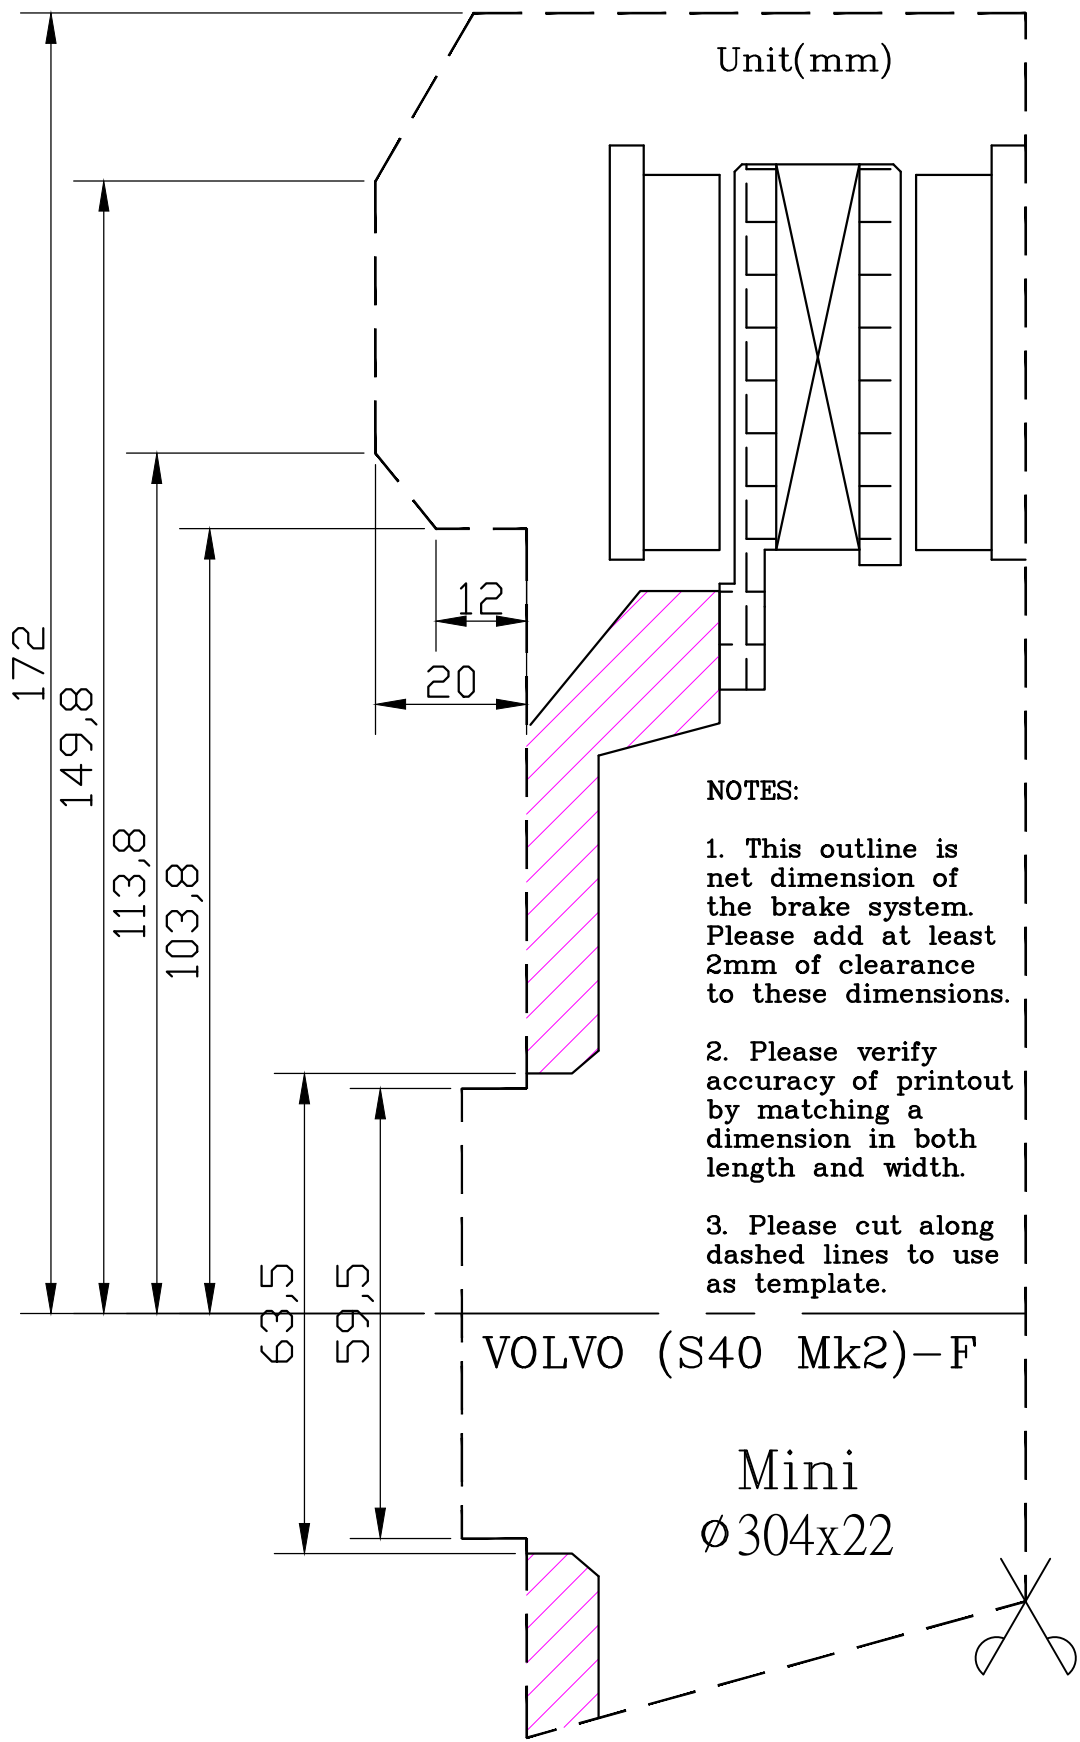 Unit(mm)
172
149,8
113,8
103,8
12
20
63,5
59,5
NOTES:
1. This outline is
net dimension of
the brake system.
Please add at least
2mm of clearance
to these dimensions.
2. Please verify
accuracy of printout
by matching a
dimension in both
length and width.
3. Please cut along
dashed lines to use
as template.
VOLVO (S40 Mk2)-F
Mini
ϕ304x22